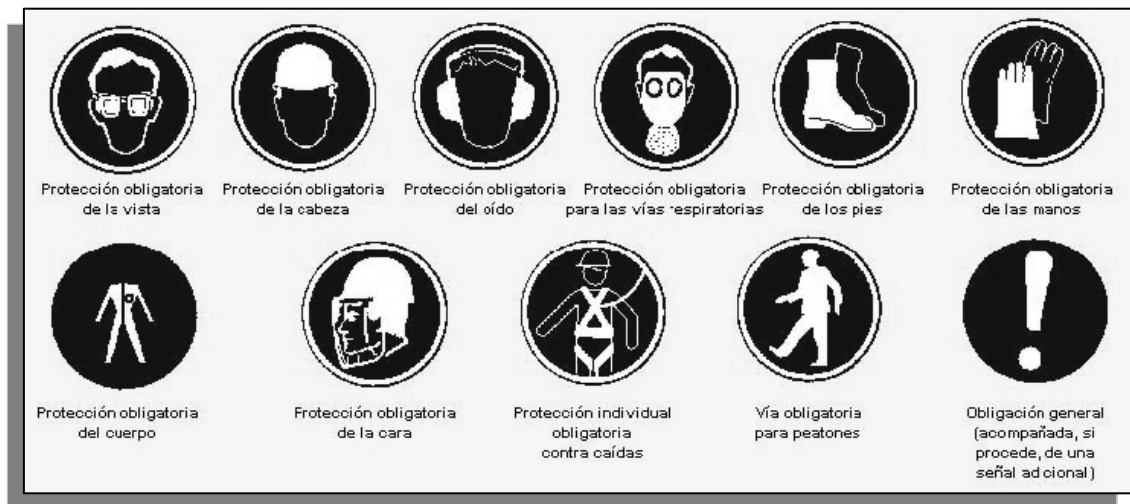 Protección obligatoria
de la vista
Protección obligatoria
de la cabeza
Protección obligatoria
del oído
Protección obligatoria
para las vías respiratorias
Protección obligatoria
de los pies
Protección obligatoria
de las manos
Protección obligatoria
del cuerpo
Frotección obligatoria
de la cara
Protección individual
obligatoria
contra caídas
Vía obligatoria
para peatones
Obligación general
(acompañada, si
procede, de una
señal ad cional)